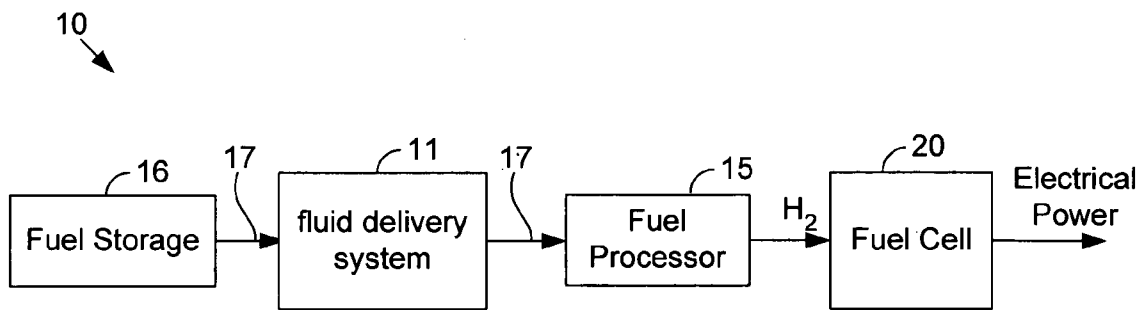 10
16
17
11
17
15
20
Electrical
Power
Fuel Storage
fluid delivery
system
Fuel
Processor
H2
Fuel Cell